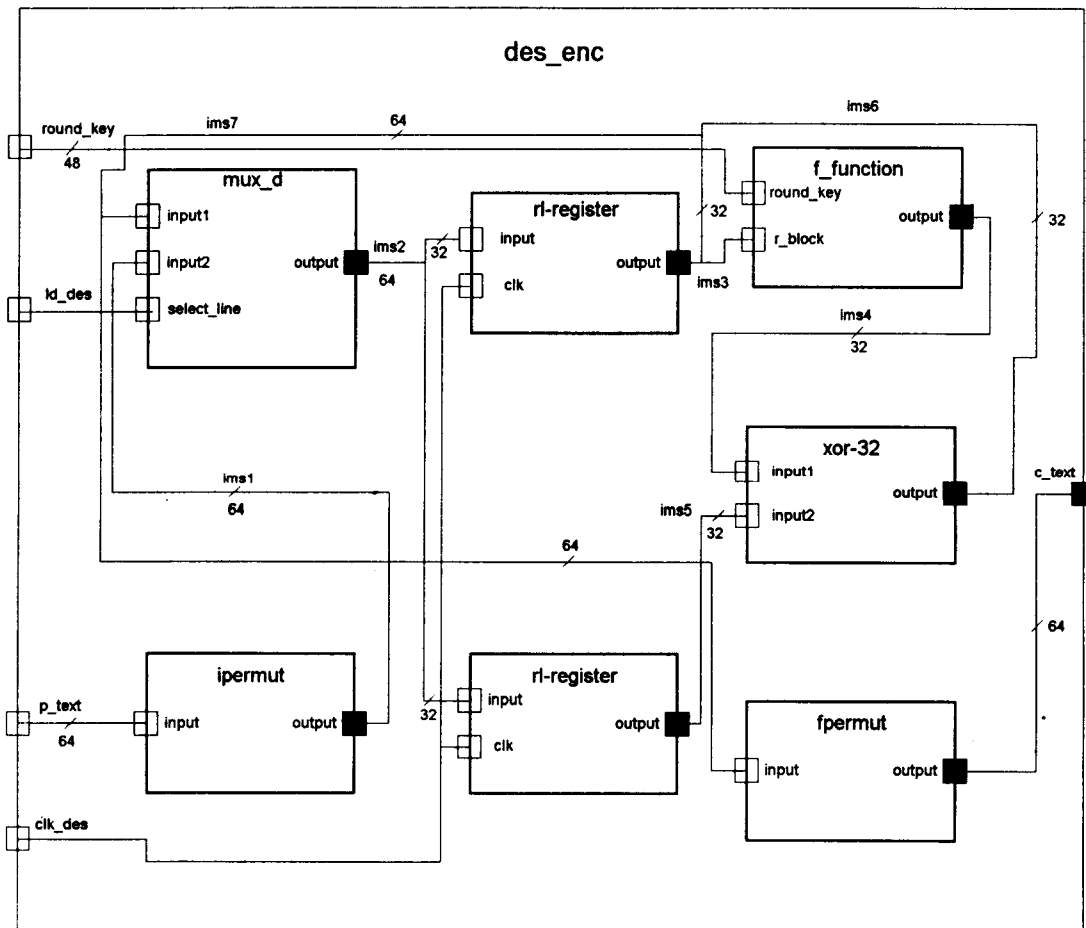 des_enc
ims6
64
ims7
round_key
48
mux_d
f_function
rl-register
round_key
input1
32
output
32
input
ims2
32
r_block
input2
output
output
64
ims3
clk
ld_des
select_line
ims4
32
xor-32
input1
c_text
ims1
output
64
ims5
input2
32
64
64
ipermut
rl-register
input
p_text
32
fpermut
input
output
output
64
clk
input
output
clk_des